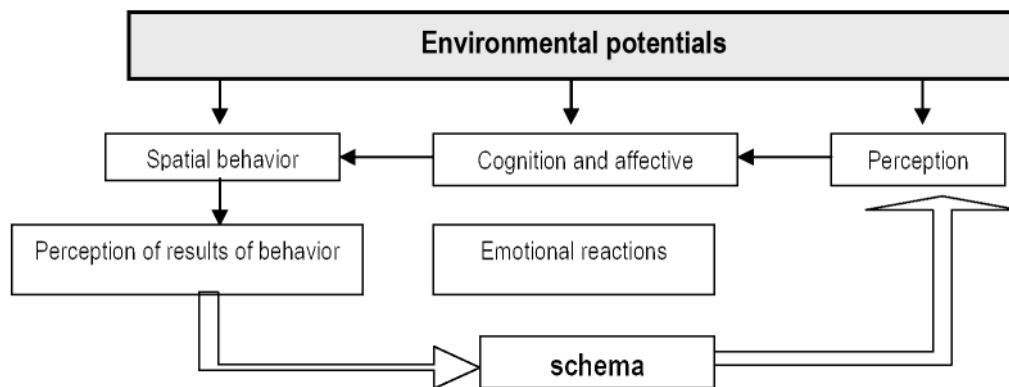 Environmental potentials
Spatial behavior
Cognition and affective
Perception
Perception of results of behavior
Emotional reactions
schema